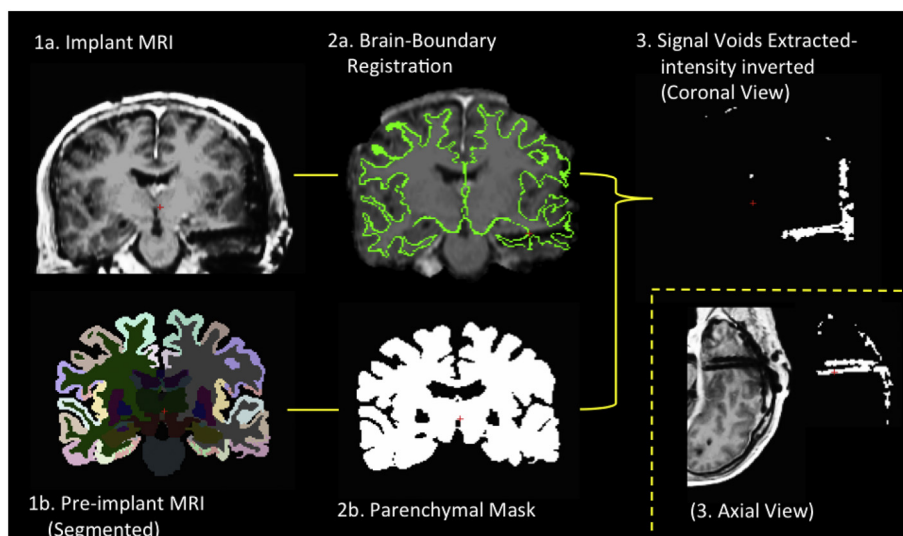 1a. Implant MRI
2a. Brain-Boundary
Registration
3. Signal Voids Extracted-
intensity inverted
(Coronal View)
1b. Pre-implant MRI
(Segmented)
2b. Parenchymal Mask
(3. Axial View)